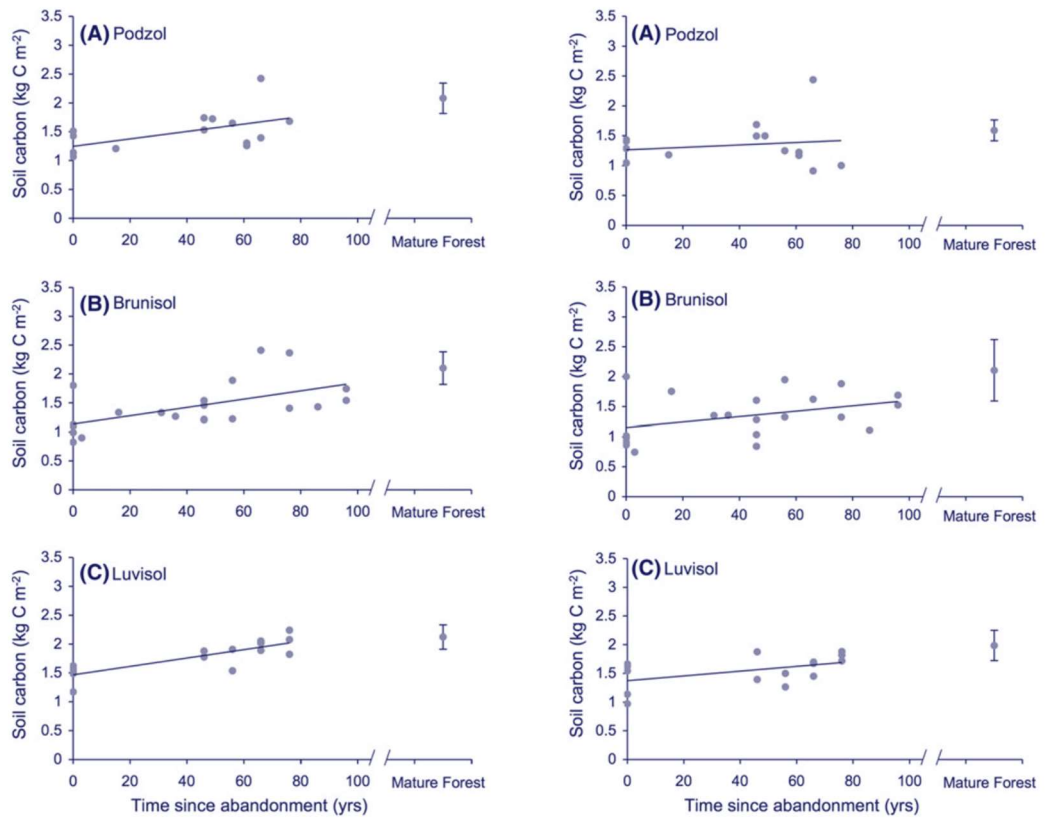 (A) Podzol
Soil carbon (kg C m-2)
3.5
3
2.5
2
1.5
1
0.5
0
0 20 40 60 80 100
Mature Forest
(A) Podzol
Soil carbon (kg C m-2)
3.5
3
2.5
2
1.5
1
0.5
0
0 20 40 60 80 100
Mature Forest
(B) Brunisol
Soil carbon (kg C m-2)
3.5
3
2.5
2
1.5
1
0.5
0
0 20 40 60 80 100
Mature Forest
(B) Brunisol
Soil carbon (kg C m-2)
3.5
3
2.5
2
1.5
1
0.5
0
0 20 40 60 80 100
Mature Forest
(C) Luvisol
Soil carbon (kg C m-2)
3.5
3
2.5
2
1.5
1
0.5
0
0 20 40 60 80 100
Mature Forest
Time since abandonment (yrs)
(C) Luvisol
Soil carbon (kg C m-2)
3.5
3
2.5
2
1.5
1
0.5
0
0 20 40 60 80 100
Mature Forest
Time since abandonment (yrs)